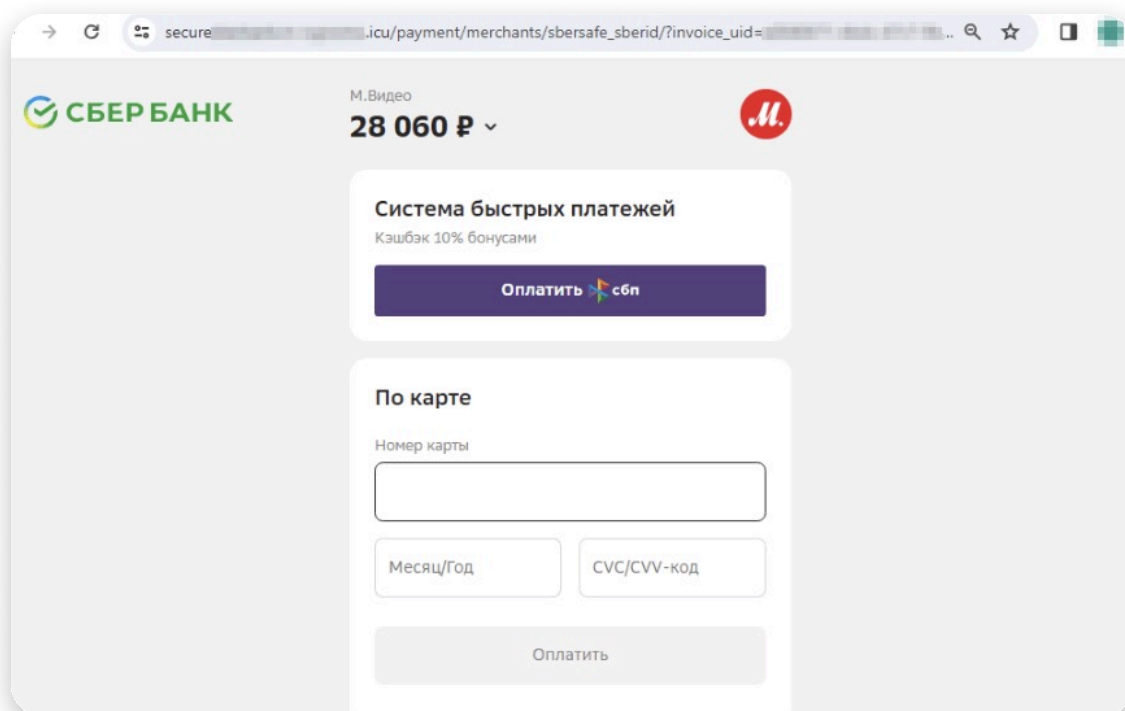 secure .icu/payment/merchants/sbersafe_sberid/?invoice_uid= ...
СБЕР БАНК
М.Видео
28 060 ₽
М.
Система быстрых платежей
Кэшбэк 10% бонусами
Оплатить сбп
По карте
Номер карты
Месяц/Год CVC/CVV-код
Оплатить